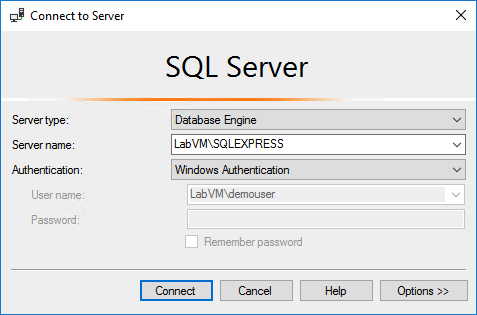 Connect to Server
SQL Server
Server type: Database Engine
Server name: LabVM\SQLEXPRESS
Authentication: Windows Authentication
User name: LabVM\demouser
Password:
Remember password
Connect Cancel Help Options >>